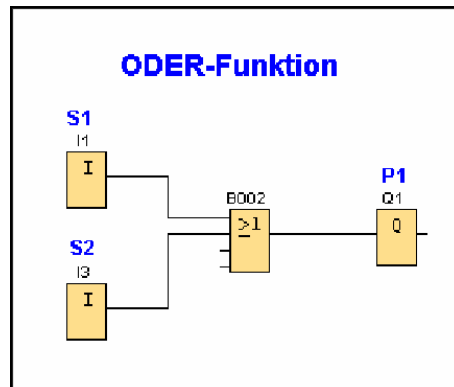 ODER-Funktion
S1
I1
I
P1
B002
Q1
≥1
Q
S2
I3
I